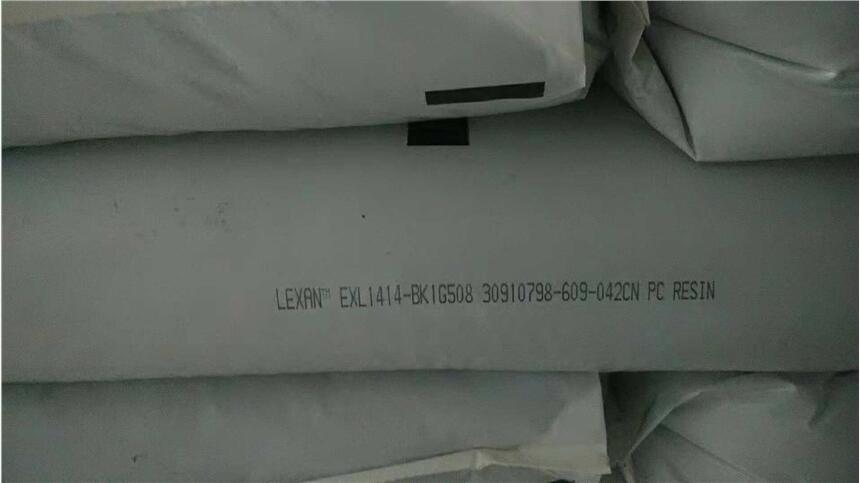 LEXAN™ EXL1414-BK1G508 30910798-609-042CN PC RESIN